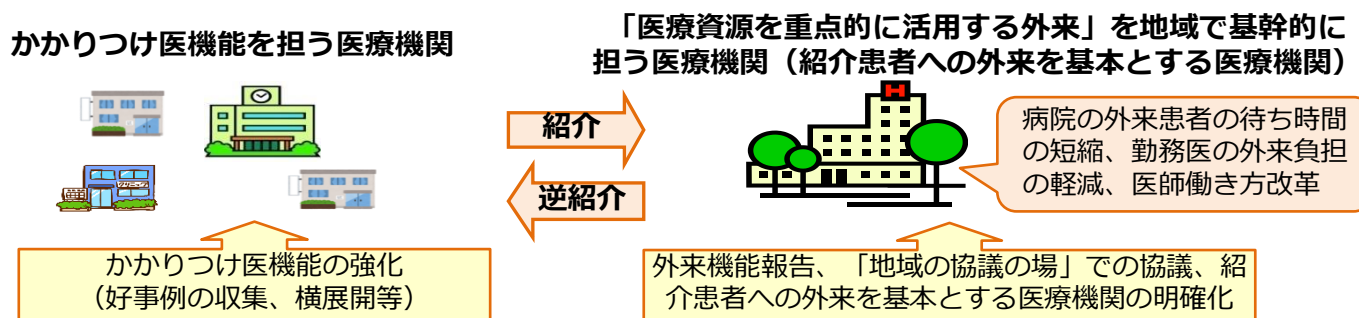 かかりつけ医機能を担う医療機関
「医療資源を重点的に活用する外来」を地域で基幹的に
担う医療機関（紹介患者への外来を基本とする医療機関）
H
紹介
逆紹介
病院の外来患者の待ち時間
の短縮、勤務医の外来負担
の軽減、医師働き方改革
かかりつけ医機能の強化
（好事例の収集、横展開等）
外来機能報告、「地域の協議の場」での協議、紹
介患者への外来を基本とする医療機関の明確化